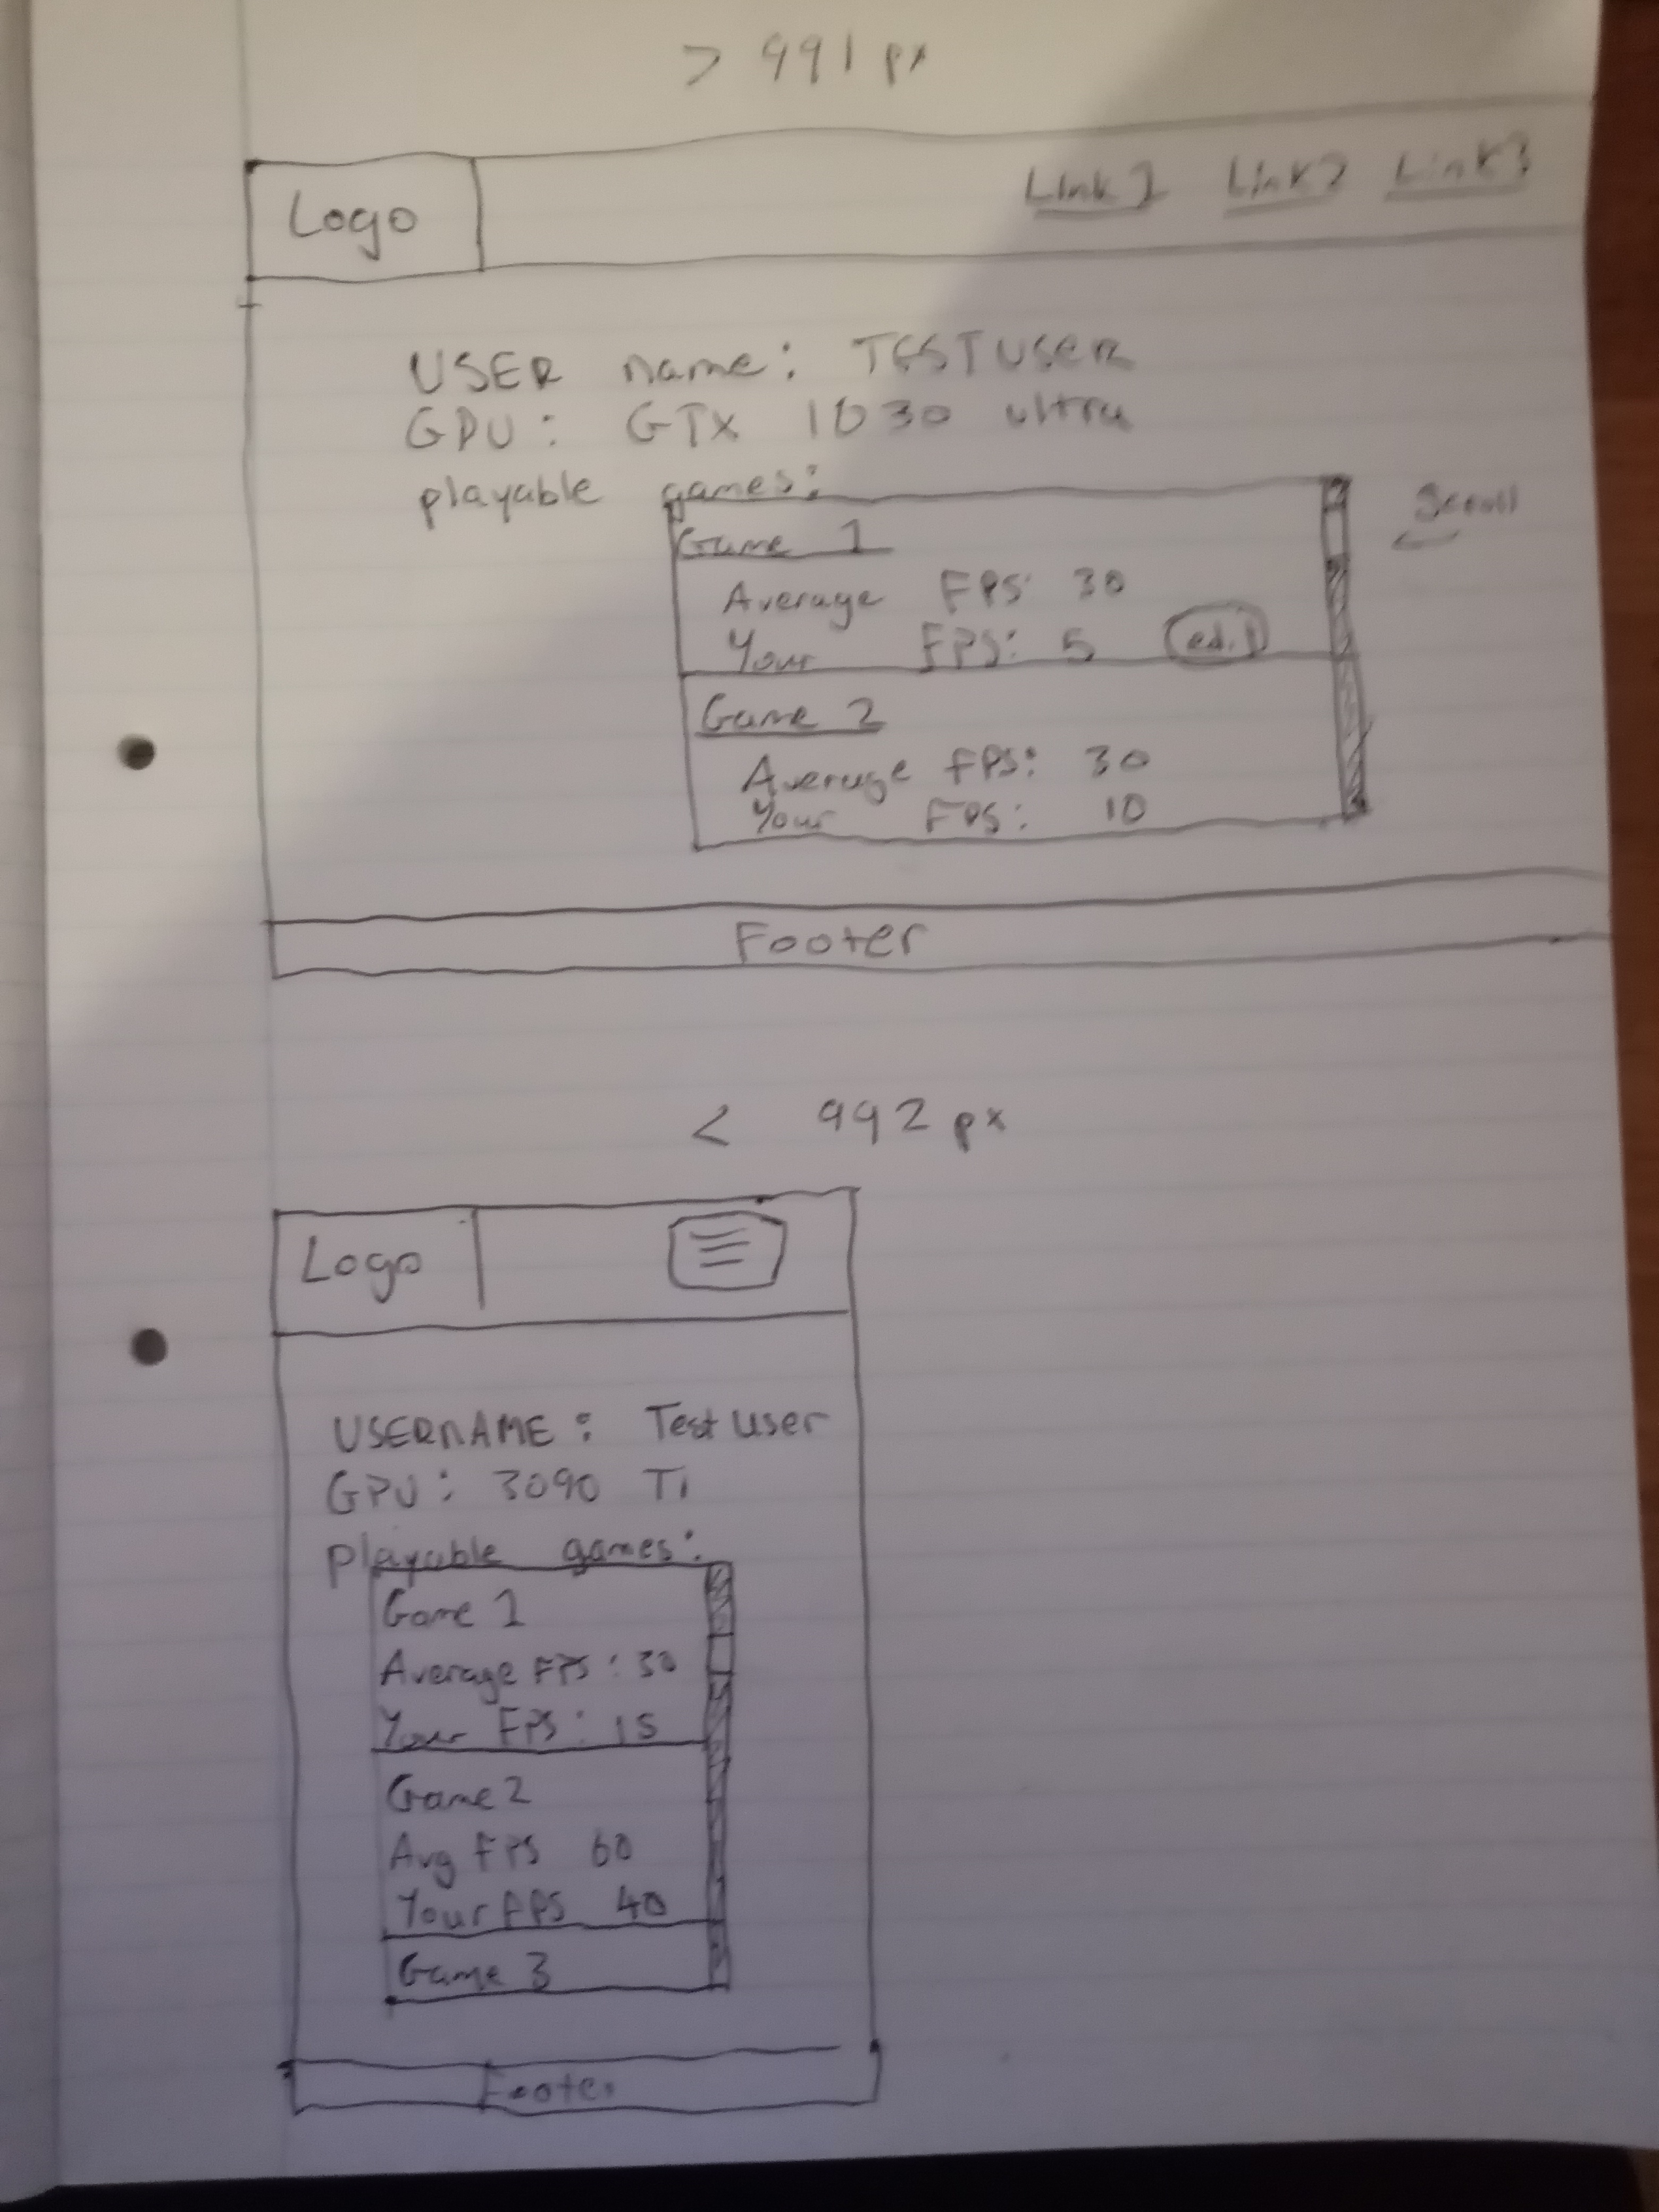 > 991 px
Logo
Link 1 Link 2 Link 3
USER name: TESTUSER
GPU: GTX 1030 ultra
playable games:
Scroll
Game 1
Average FPS: 30
Your FPS: 5 edit
Game 2
Average FPS: 30
Your FPS: 10
Footer
< 992 px
Logo
USERNAME: Test user
GPU: 3090 Ti
playable games:
Game 1
Average FPS: 30
Your FPS: 15
Game 2
Avg FPS 60
Your FPS 40
Game 3
Footer